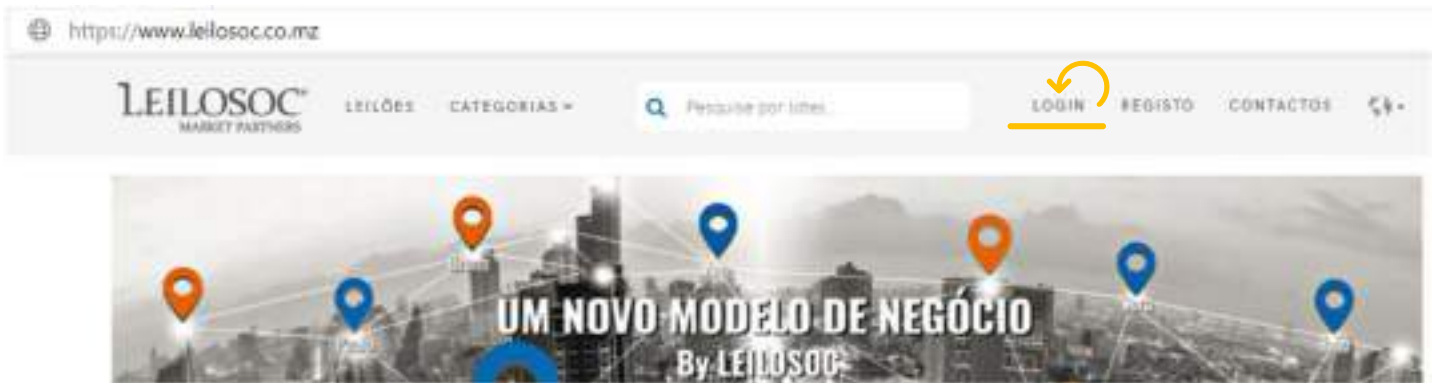 https://www.leilosoc.co.mz
LEILOSOC®
MARKET PARTNERS
LEILÕES CATEGORIAS Pesquise por lotes... LOGIN REGISTO CONTACTOS
UM NOVO MODELO DE NEGÓCIO
By LEILOSOC®